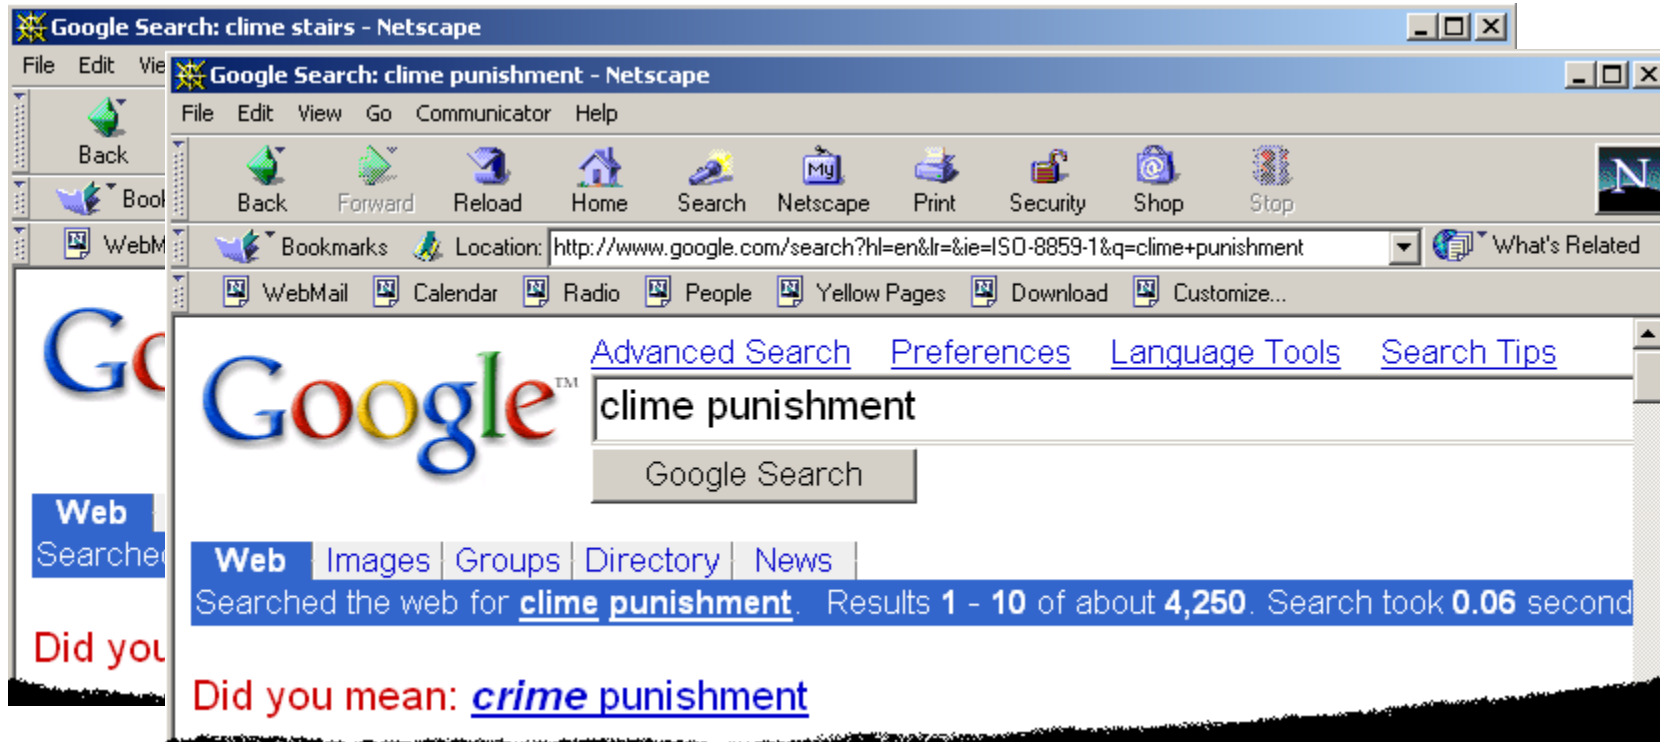 Google Search: clime stairs - Netscape
File Edit Vie
Back
Book
WebM
Go
Web
Searched
Did you
Google Search: clime punishment - Netscape
File Edit View Go Communicator Help
Back Forward Reload Home Search My Netscape Print Security Shop Stop N
Bookmarks Location: http://www.google.com/search?hl=en&lr=&ie=ISO-8859-1&q=clime+punishment What's Related
WebMail Calendar Radio People Yellow Pages Download Customize...
Advanced Search Preferences Language Tools Search Tips
Google™ clime punishment
Google Search
Web Images Groups Directory News
Searched the web for clime punishment. Results 1 - 10 of about 4,250. Search took 0.06 second
Did you mean: crime punishment